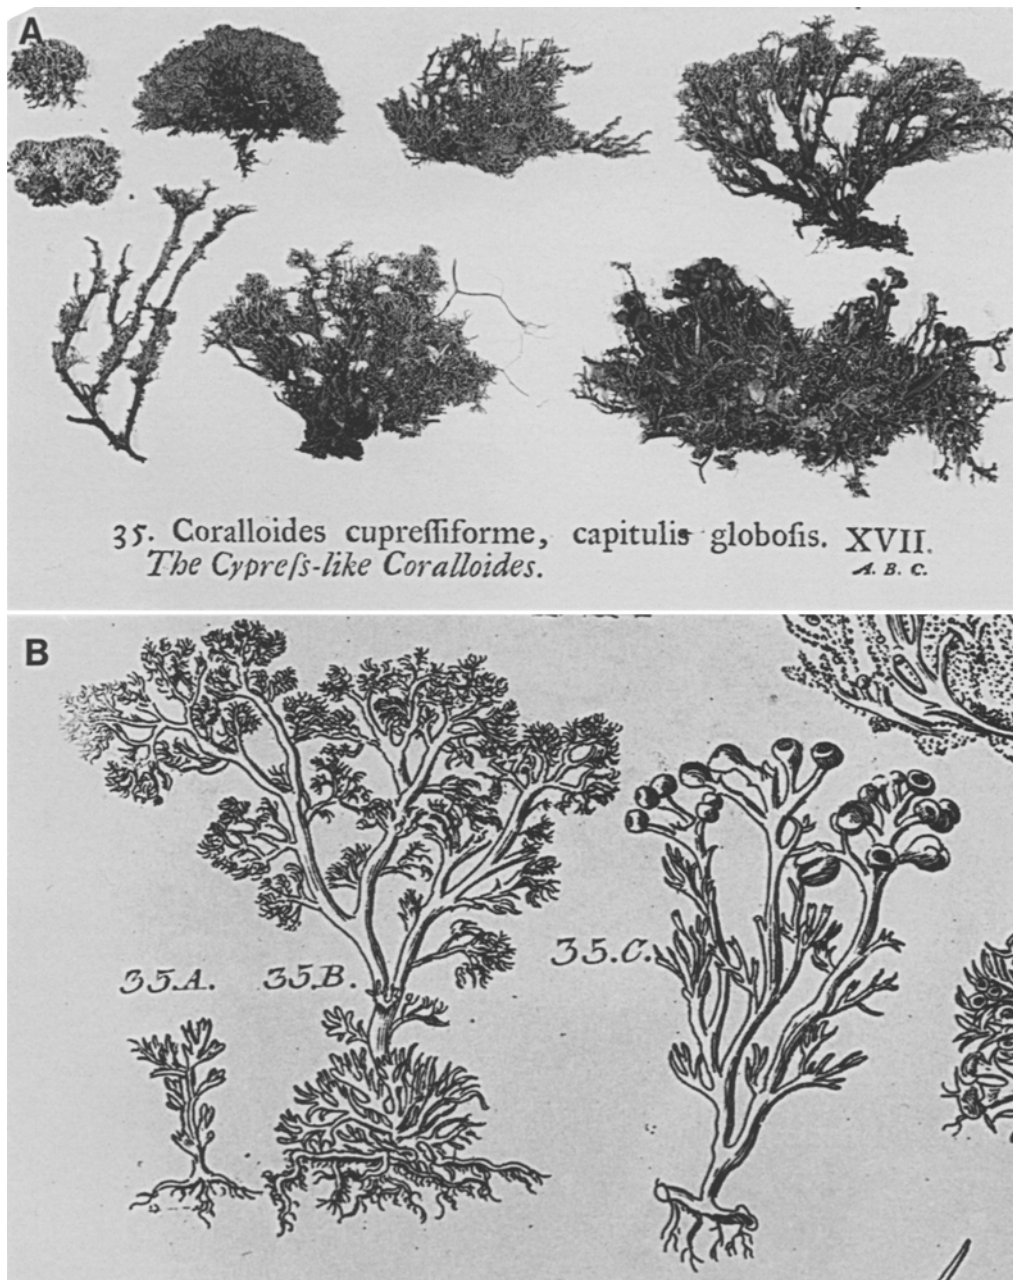 A
35. Coralloides cupreſſiforme, capitulis globoſis. XVII.
The Cypreſs-like Coralloides. A. B. C.
B
35.A. 35.B. 35.C.